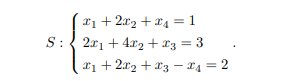 x₁ + 2x₂ + x₄ = 1
S : { 2x₁ + 4x₂ + x₃ = 3 .
x₁ + 2x₂ + x₃ − x₄ = 2